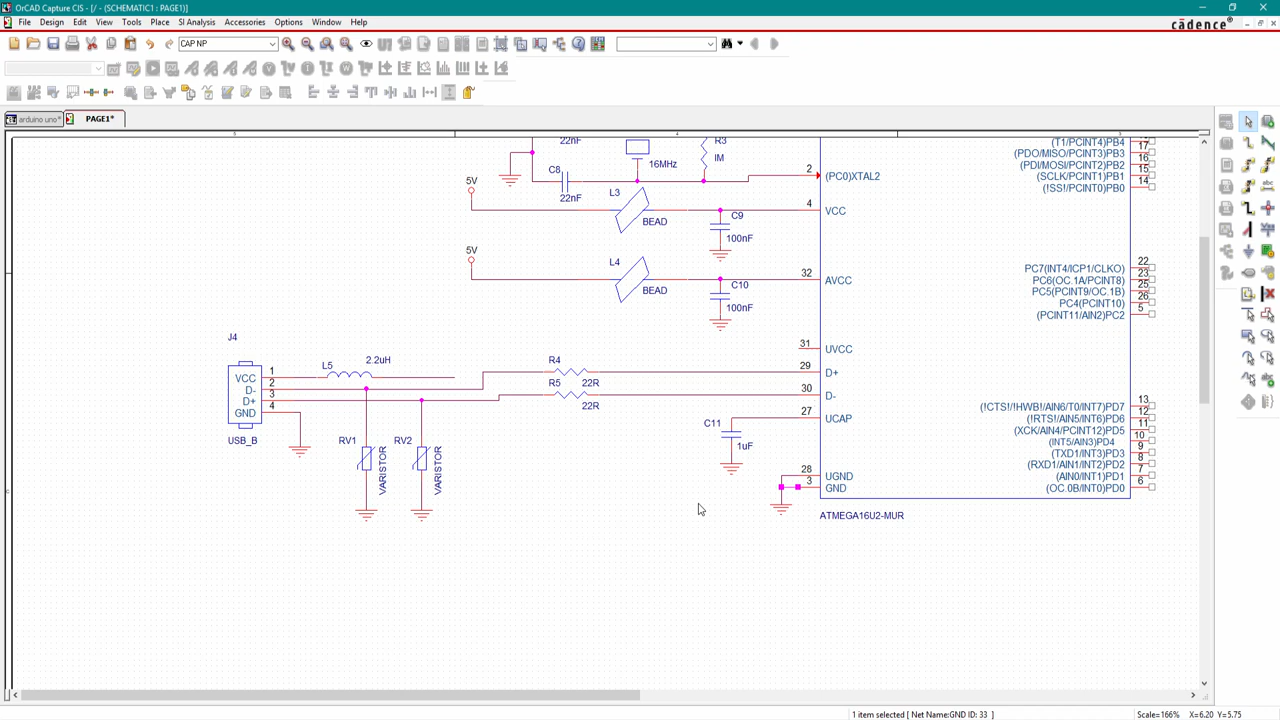 OrCAD Capture CIS - [/ - (SCHEMATIC1 : PAGE1)]
File Design Edit View Tools Place SI Analysis Accessories Options Window Help
cādence
CAP NP
arduino uno* PAGE1*
5 4 3
22nF
C8
22nF
16MHz
R3
IM
2 (PC0)XTAL2
5V
L3
BEAD
C9
100nF
4 VCC
5V
L4
BEAD
C10
100nF
32 AVCC
31 UVCC
29 D+
30 D-
27 UCAP
28 UGND
3 GND
J4
VCC 1
D- 2
D+ 3
GND 4
USB_B
L5 2.2uH
R4
22R
R5
22R
RV1
VARISTOR
RV2
VARISTOR
C11
1uF
(T1/PCINT4)PB4
(PDO/MISO/PCINT3)PB3 17
(PDI/MOSI/PCINT2)PB2 16
(SCLK/PCINT1)PB1 15
(!SS!/PCINT0)PB0 14
PC7(INT4/ICP1/CLKO) 22
PC6(OC.1A/PCINT8) 23
PC5(PCINT9/OC.1B) 25
PC4(PCINT10) 26
(PCINT11/AIN2)PC2 5
(!CTS!/!HWB!/AIN6/T0/INT7)PD7 13
(!RTS!/AIN5/INT6)PD6 12
(XCK/AIN4/PCINT12)PD5 11
(INT5/AIN3)PD4 10
(TXD1/INT3)PD3 9
(RXD1/AIN1/INT2)PD2 8
(AIN0/INT1)PD1 7
(OC.0B/INT0)PD0 6
ATMEGA16U2-MUR
1 item selected [ Net Name:GND ID: 33 ] Scale=166% X=6.20 Y=5.75